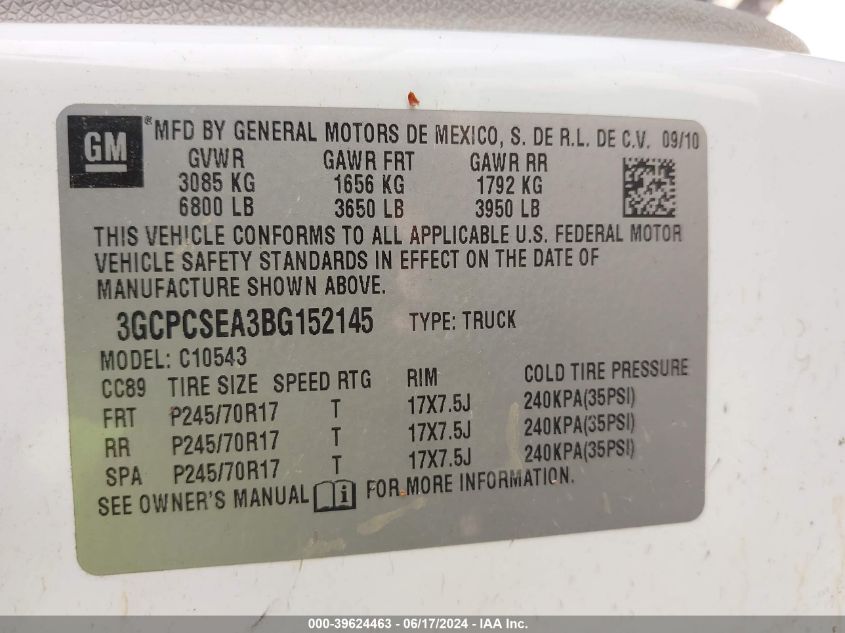 GM ® MFD BY GENERAL MOTORS DE MEXICO, S. DE R.L. DE C.V. 09/10
GVWR GAWR FRT GAWR RR
3085 KG 1656 KG 1792 KG
6800 LB 3650 LB 3950 LB
THIS VEHICLE CONFORMS TO ALL APPLICABLE U.S. FEDERAL MOTOR
VEHICLE SAFETY STANDARDS IN EFFECT ON THE DATE OF
MANUFACTURE SHOWN ABOVE.
3GCPCSEA3BG152145 TYPE: TRUCK
MODEL: C10543
CC89 TIRE SIZE SPEED RTG RIM COLD TIRE PRESSURE
FRT P245/70R17 T 17X7.5J 240KPA(35PSI)
RR P245/70R17 T 17X7.5J 240KPA(35PSI)
SPA P245/70R17 T 17X7.5J 240KPA(35PSI)
SEE OWNER'S MANUAL i FOR MORE INFORMATION.
000-39624463 - 06/17/2024 - IAA Inc.